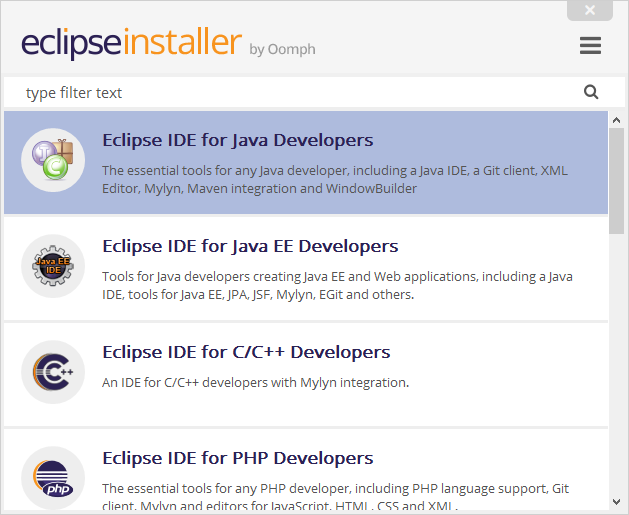 eclipseinstaller by Oomph
type filter text
Eclipse IDE for Java Developers
The essential tools for any Java developer, including a Java IDE, a Git client, XML
Editor, Mylyn, Maven integration and WindowBuilder
J
C
Eclipse IDE for Java EE Developers
Java EE
IDE
Tools for Java developers creating Java EE and Web applications, including a Java
IDE, tools for Java EE, JPA, JSF, Mylyn, EGit and others.
Eclipse IDE for C/C++ Developers
C++
An IDE for C/C++ developers with Mylyn integration.
Eclipse IDE for PHP Developers
php
The essential tools for any PHP developer, including PHP language support, Git
client, Mylyn and editors for JavaScript, HTML, CSS and XML.